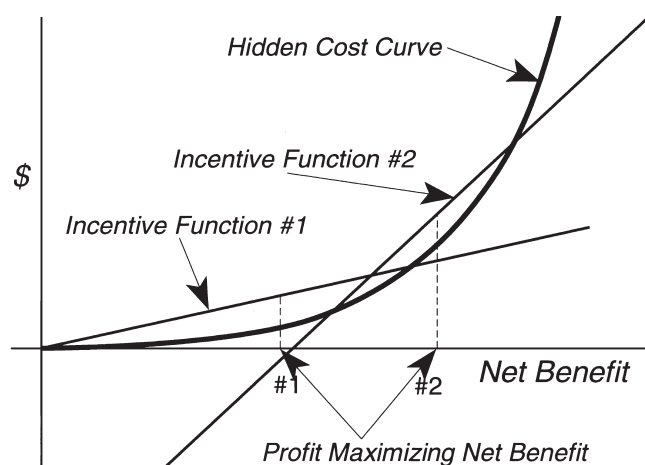 Hidden Cost Curve
Incentive Function #2
$
Incentive Function #1
#1
#2
Net Benefit
Profit Maximizing Net Benefit